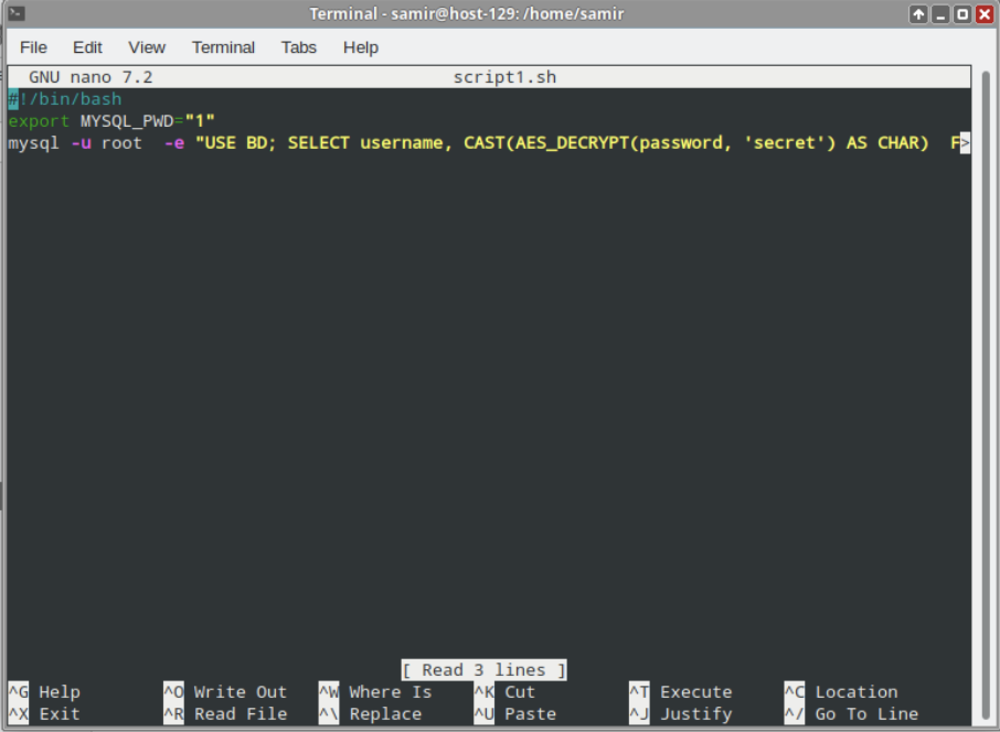 Terminal - samir@host-129: /home/samir
File Edit View Terminal Tabs Help
GNU nano 7.2 script1.sh
#!/bin/bash
export MYSQL_PWD="1"
mysql -u root  -e "USE BD; SELECT username, CAST(AES_DECRYPT(password, 'secret') AS CHAR)  F>
[ Read 3 lines ]
^G Help ^O Write Out ^W Where Is ^K Cut ^T Execute ^C Location
^X Exit ^R Read File ^\ Replace ^U Paste ^J Justify ^/ Go To Line